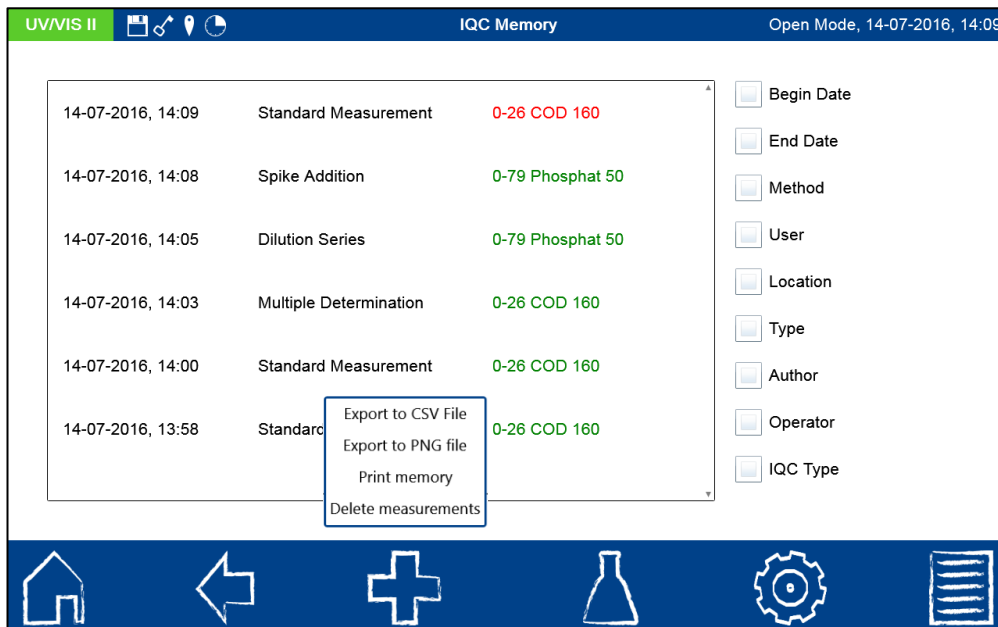 UV/VIS II IQC Memory Open Mode, 14-07-2016, 14:09
14-07-2016, 14:09 Standard Measurement 0-26 COD 160
14-07-2016, 14:08 Spike Addition 0-79 Phosphat 50
14-07-2016, 14:05 Dilution Series 0-79 Phosphat 50
14-07-2016, 14:03 Multiple Determination 0-26 COD 160
14-07-2016, 14:00 Standard Measurement 0-26 COD 160
14-07-2016, 13:58 Standard 0-26 COD 160
Export to CSV File
Export to PNG file
Print memory
Delete measurements
Begin Date
End Date
Method
User
Location
Type
Author
Operator
IQC Type